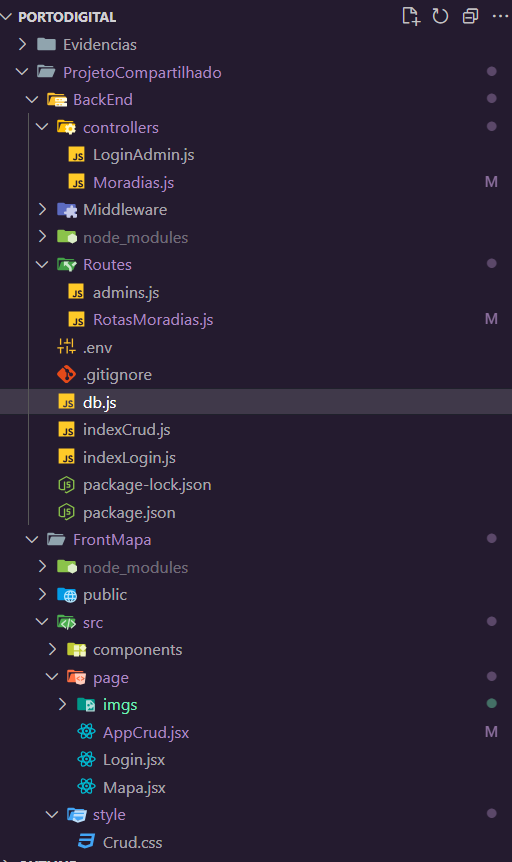 PORTODIGITAL
Evidencias
ProjetoCompartilhado
BackEnd
controllers
JS LoginAdmin.js
JS Moradias.js M
Middleware
node_modules
Routes
JS admins.js
JS RotasMoradias.js M
.env
.gitignore
JS db.js
JS indexCrud.js
JS indexLogin.js
package-lock.json
package.json
FrontMapa
node_modules
public
src
components
page
imgs
AppCrud.jsx M
Login.jsx
Mapa.jsx
style
Crud.css